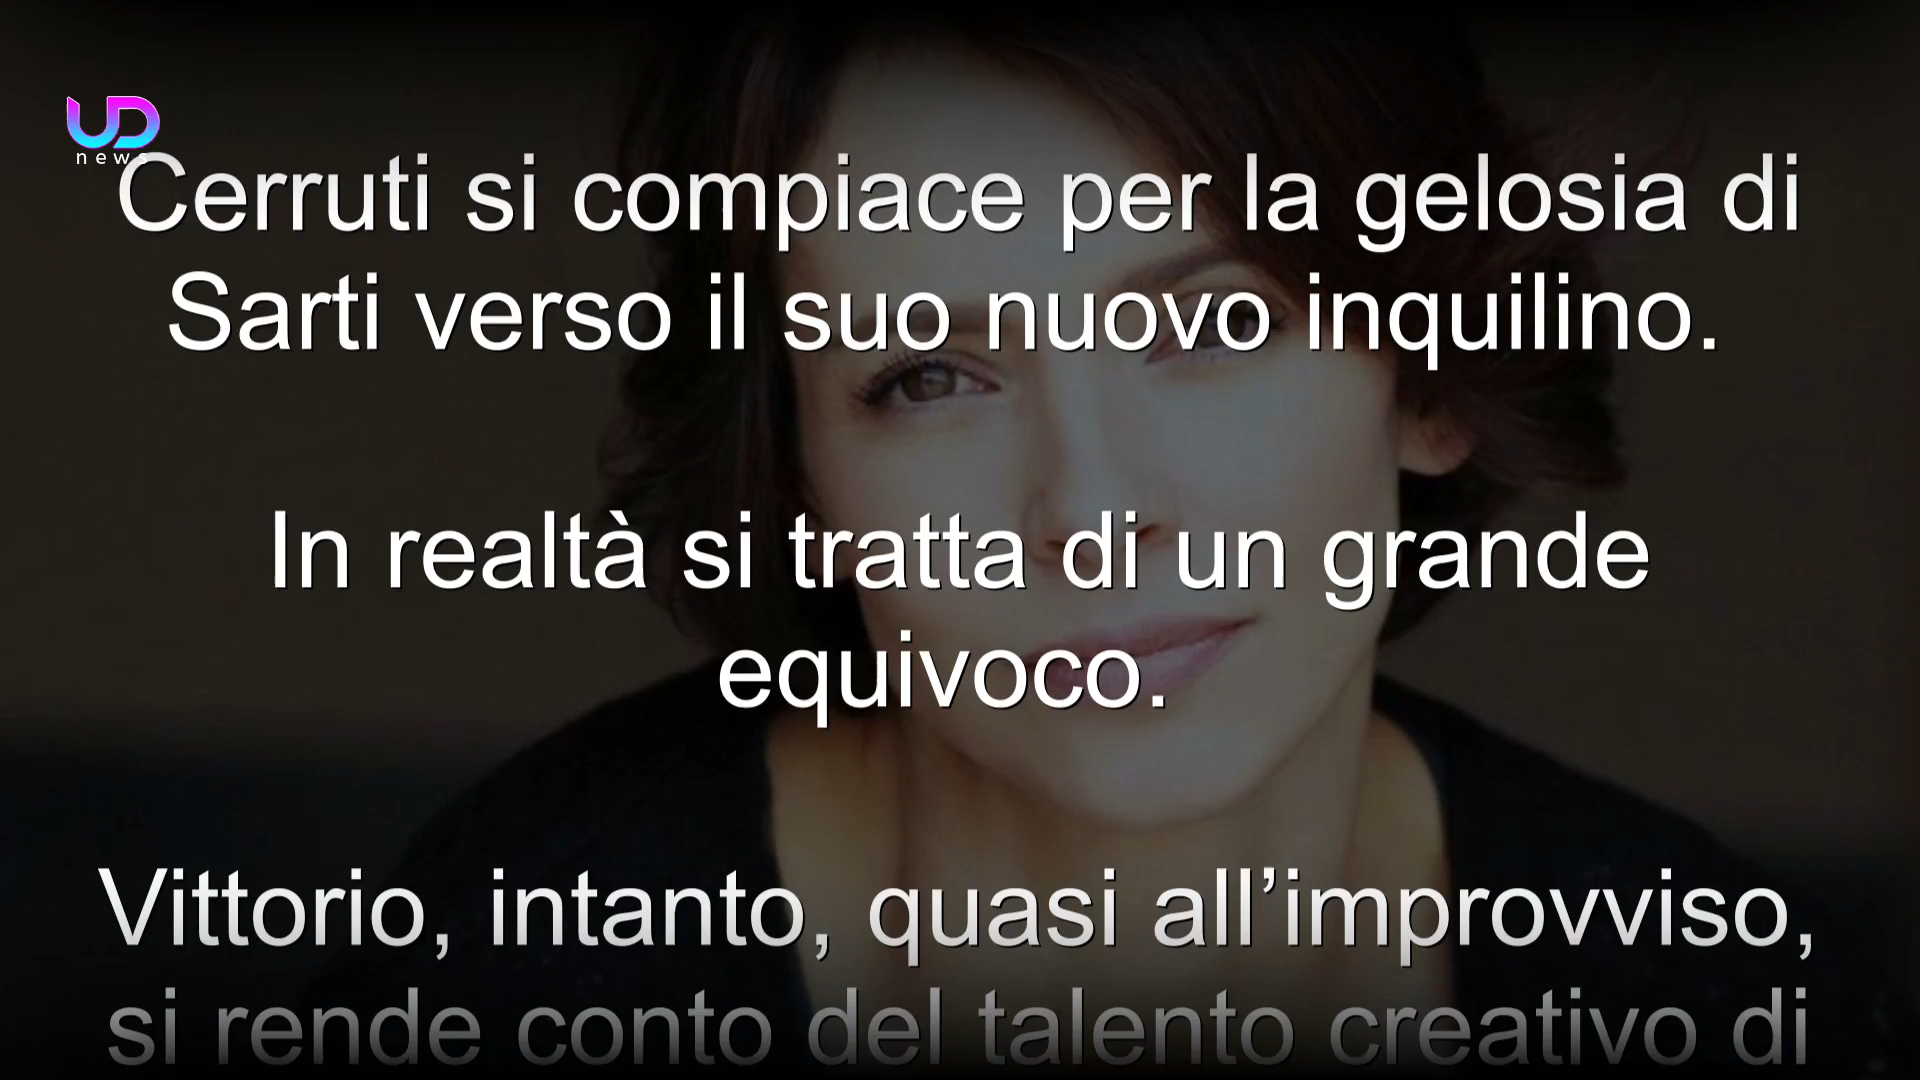 UD
news
Cerruti si compiace per la gelosia di
Sarti verso il suo nuovo inquilino.
In realtà si tratta di un grande
equivoco.
Vittorio, intanto, quasi all’improvviso,
si rende conto del talento creativo di